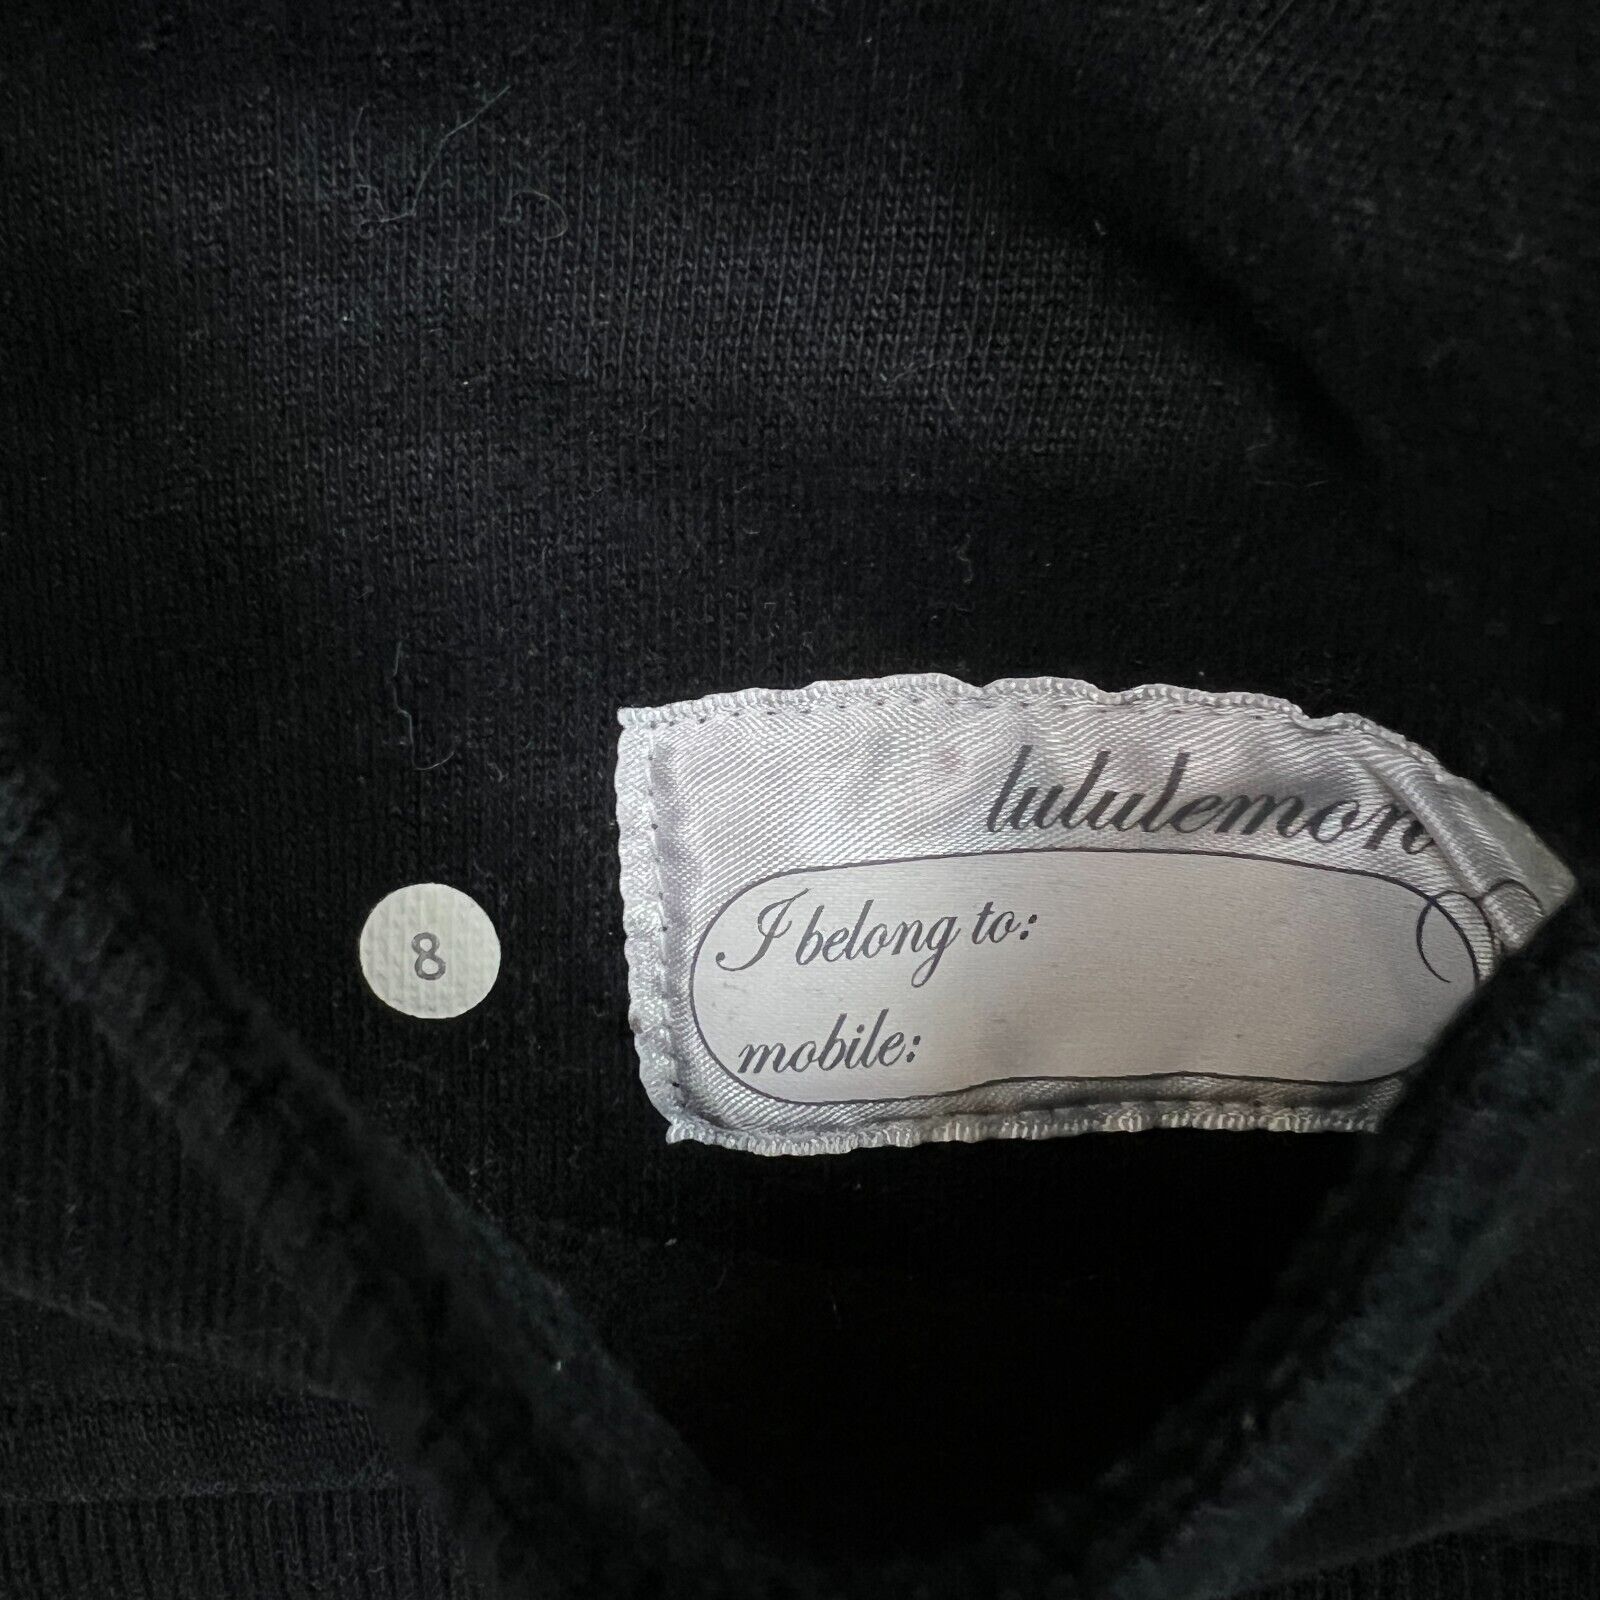 lululemon
8
I belong to:
mobile: